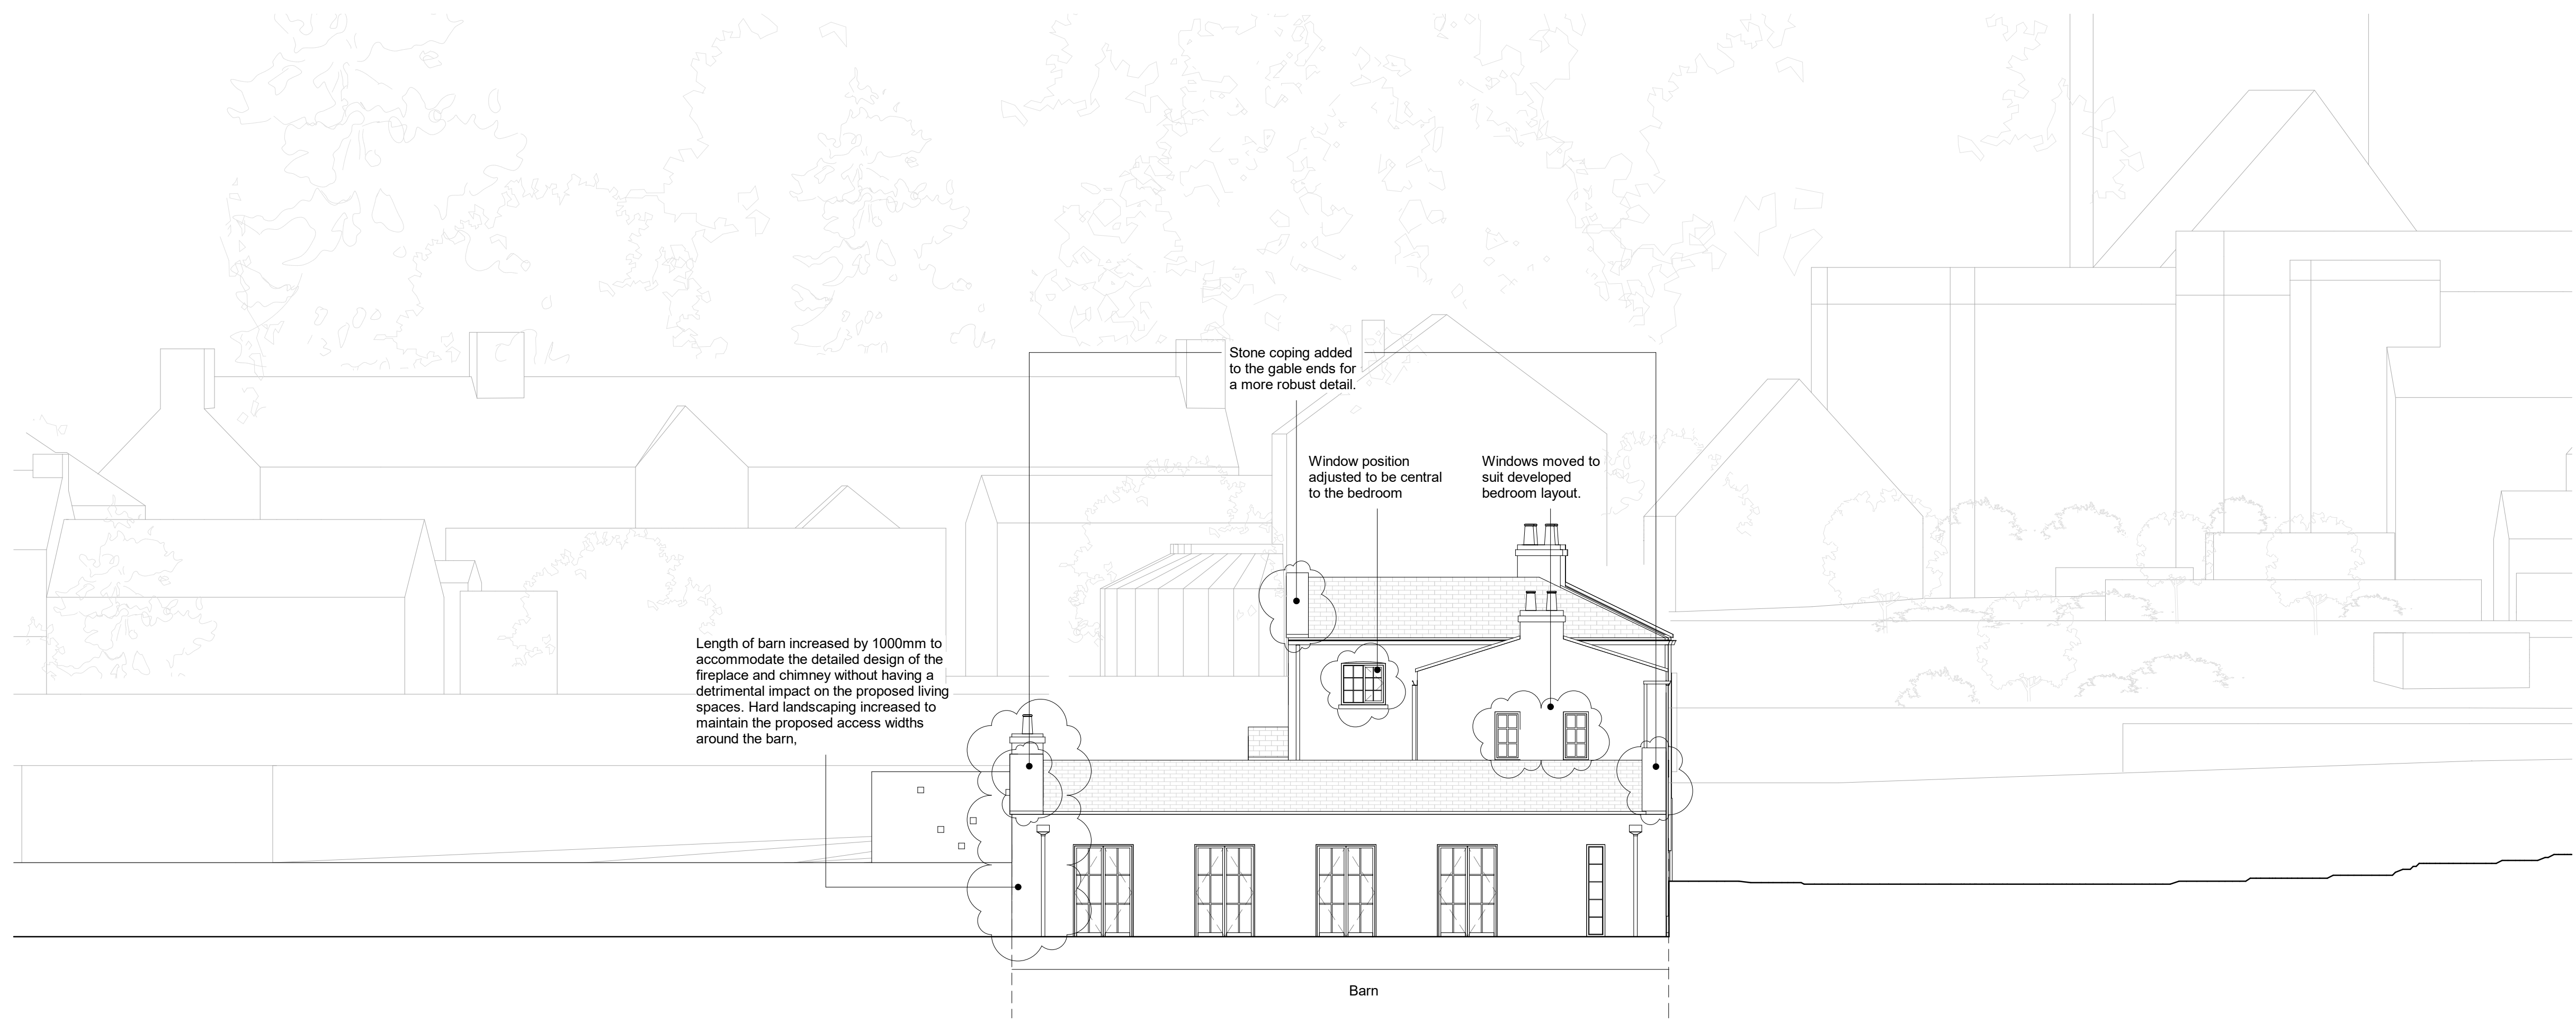 Stone coping added
to the gable ends for
a more robust detail.
Window position
adjusted to be central
to the bedroom
Windows moved to
suit developed
bedroom layout.
Length of barn increased by 1000mm to
accommodate the detailed design of the
fireplace and chimney without having a
detrimental impact on the proposed living
spaces. Hard landscaping increased to
maintain the proposed access widths
around the barn,
Barn